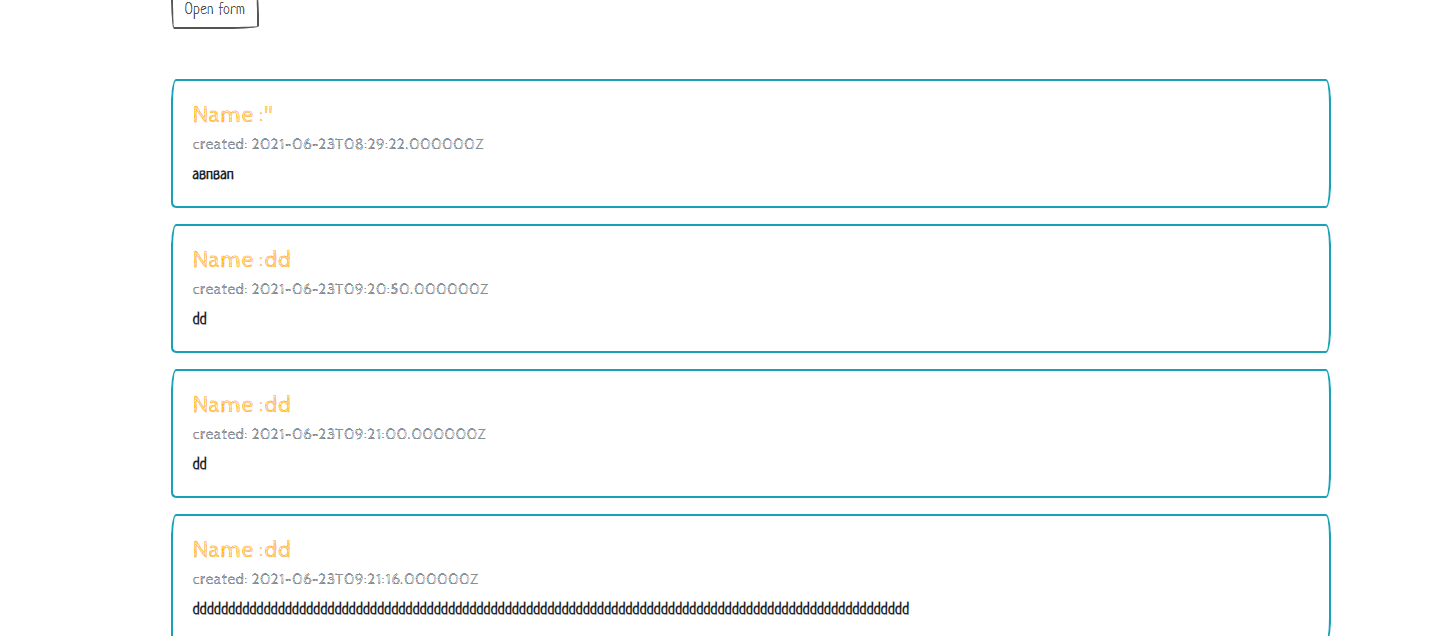 Open form
Name :"
created: 2021-06-23T08:29:22.000000Z
авпвап
Name :dd
created: 2021-06-23T09:20:50.000000Z
dd
Name :dd
created: 2021-06-23T09:21:00.000000Z
dd
Name :dd
created: 2021-06-23T09:21:16.000000Z